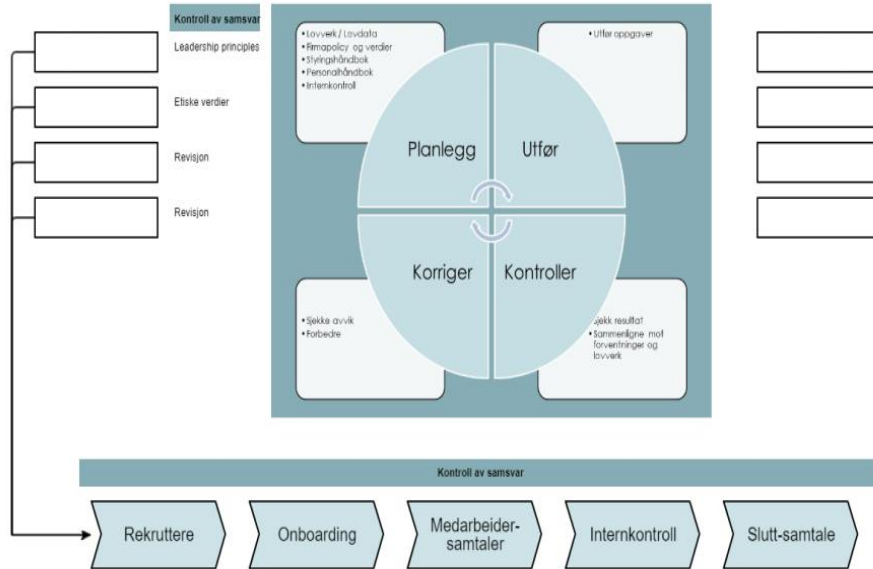 Kontroll av samsvar
Leadership principles
Etiske verdier
Revisjon
Revisjon
• Lovverk / Lovdata
• Firmapolicy og verdier
• Styringshåndbok
• Personalhåndbok
• Internkontroll
• Utfør oppgaver
Planlegg
Utfør
Korriger
Kontroller
• Sjekke avvik
• Forbedre
Sjekk resultat
• Sammenligne mot
forventninger og
lovverk
Kontroll av samsvar
Rekruttere
Onboarding
Medarbeider-
samtaler
Internkontroll
Slutt-samtale